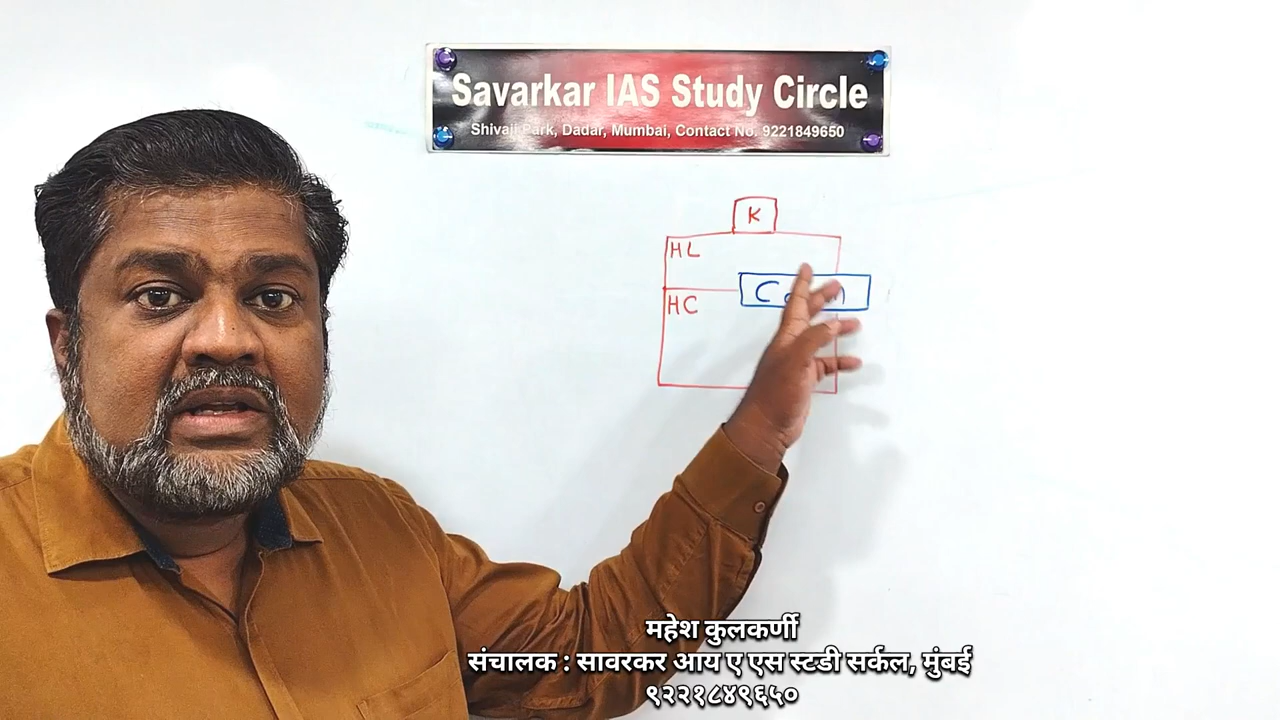 Savarkar IAS Study Circle
Shivaji Park, Dadar, Mumbai, Contact No. 9221849650
K
HL
HC
महेश कुलकर्णी
संचालक : सावरकर आय ए एस स्टडी सर्कल, मुंबई
९२२१८४९६५०